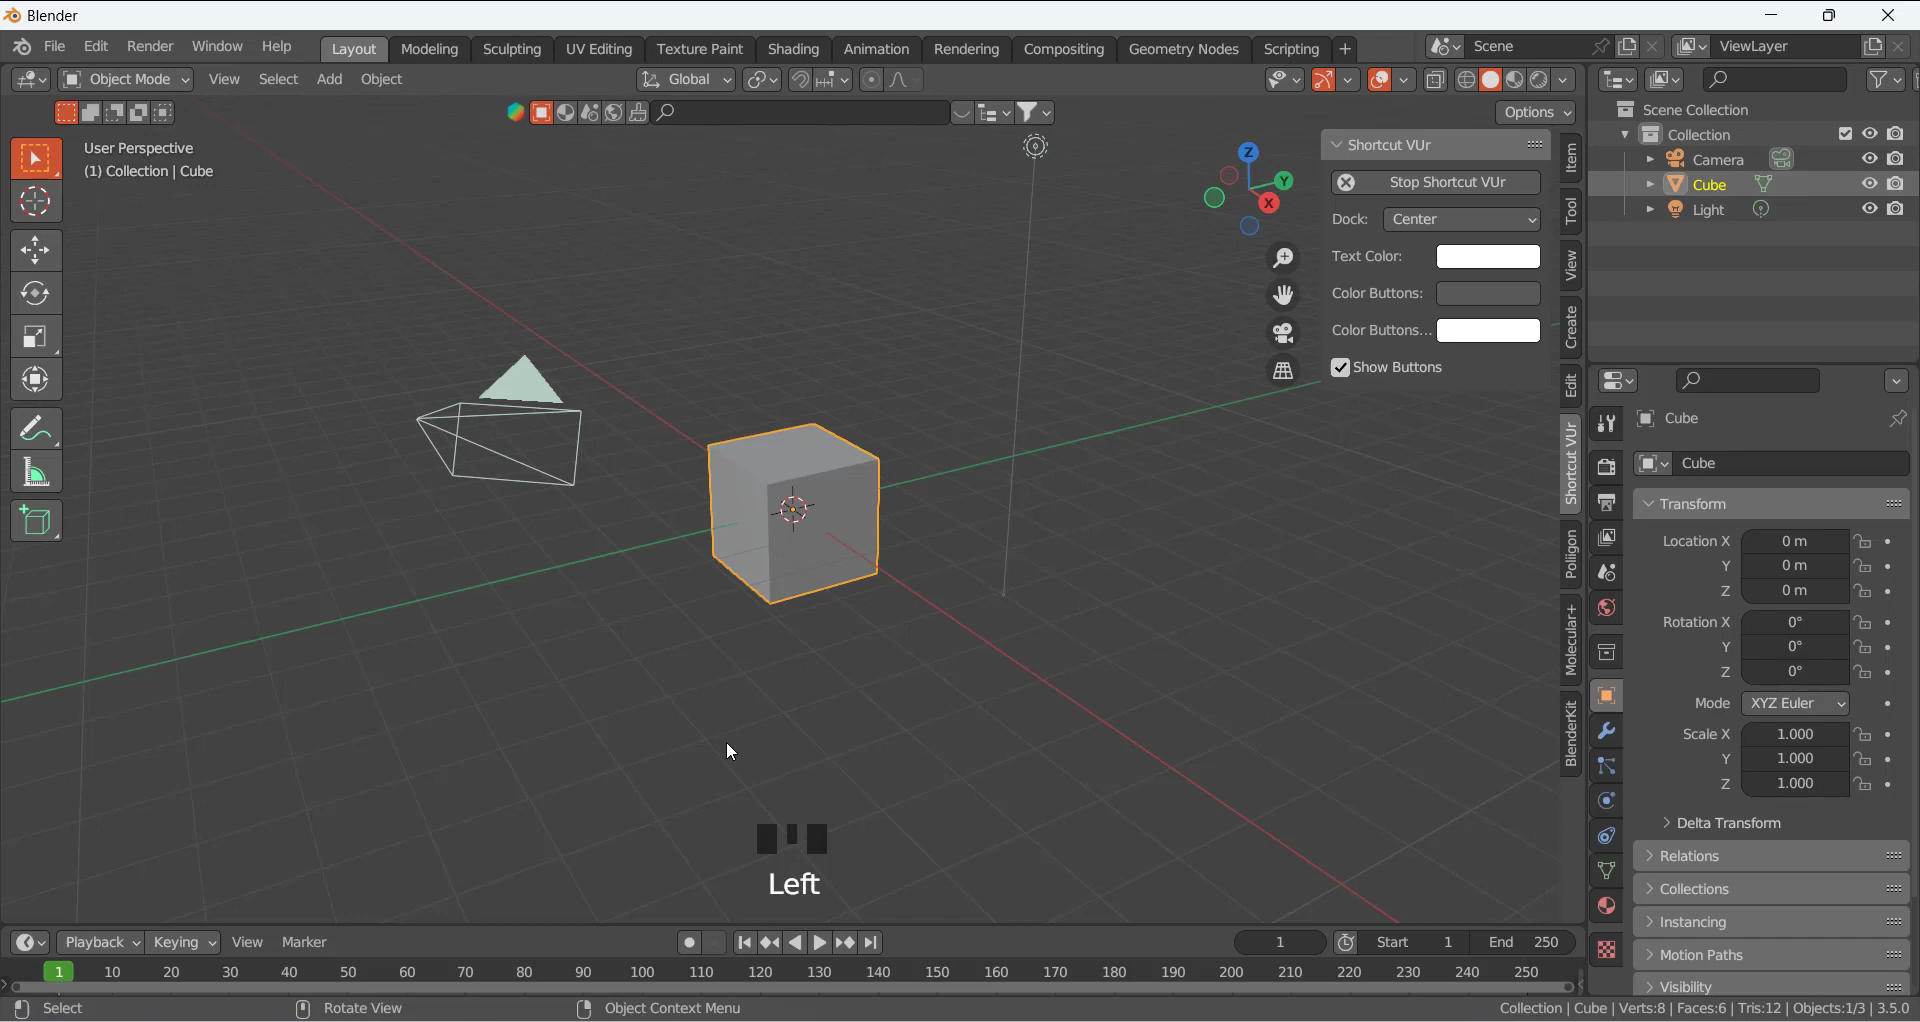 Blender
File Edit Render Window Help Layout Modeling Sculpting UV Editing Texture Paint Shading Animation Rendering Compositing Geometry Nodes Scripting + Scene ViewLayer
Object Mode View Select Add Object Global
Options
User Perspective
(1) Collection | Cube
Z
Y
X
Shortcut VUr
Stop Shortcut VUr
Dock: Center
Text Color:
Color Buttons:
Color Buttons...
Show Buttons
Item
Tool
View
Create
Edit
Shortcut VUr
Poliigon
Molecular+
BlenderKit
Scene Collection
Collection
Camera
Cube
Light
Cube
Cube
Transform
Location X 0 m
Y 0 m
Z 0 m
Rotation X 0°
Y 0°
Z 0°
Mode XYZ Euler
Scale X 1.000
Y 1.000
Z 1.000
Delta Transform
Relations
Collections
Instancing
Motion Paths
Visibility
Left
Playback Keying View Marker 1 Start 1 End 250
1 10 20 30 40 50 60 70 80 90 100 110 120 130 140 150 160 170 180 190 200 210 220 230 240 250
Select Rotate View Object Context Menu Collection | Cube | Verts:8 | Faces:6 | Tris:12 | Objects:1/3 | 3.5.0